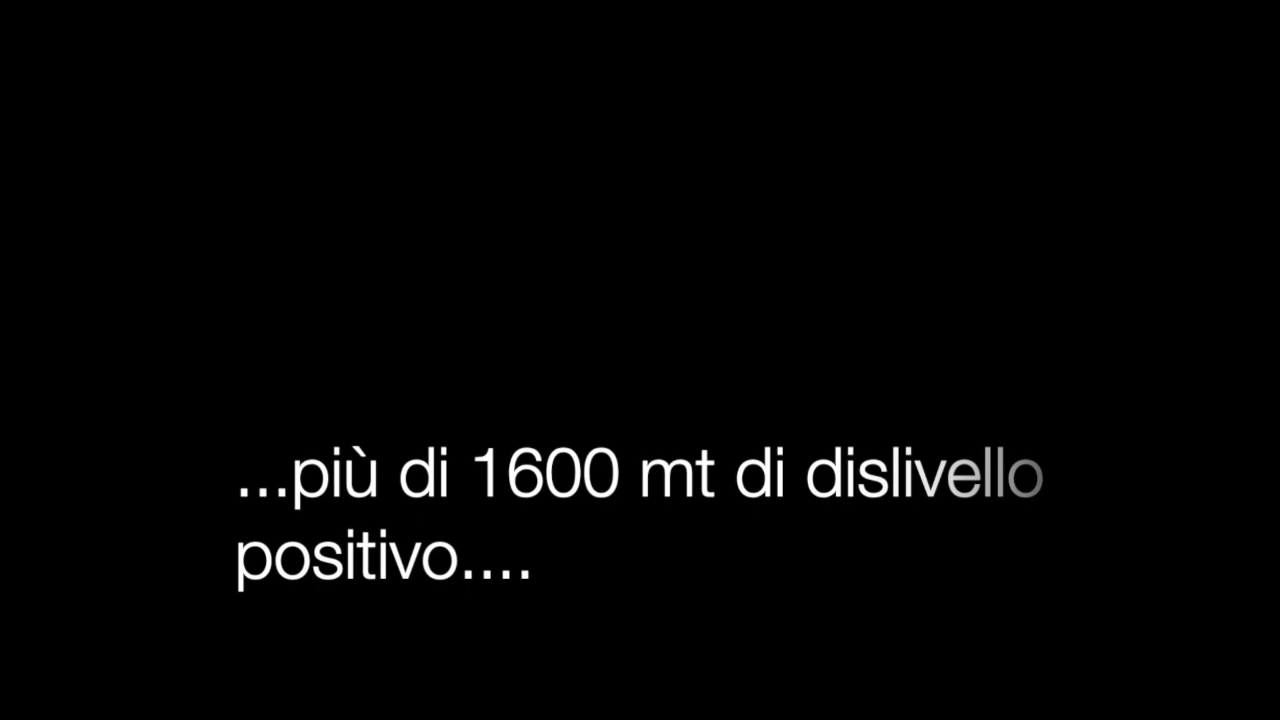 ...più di 1600 mt di dislivello
positivo....